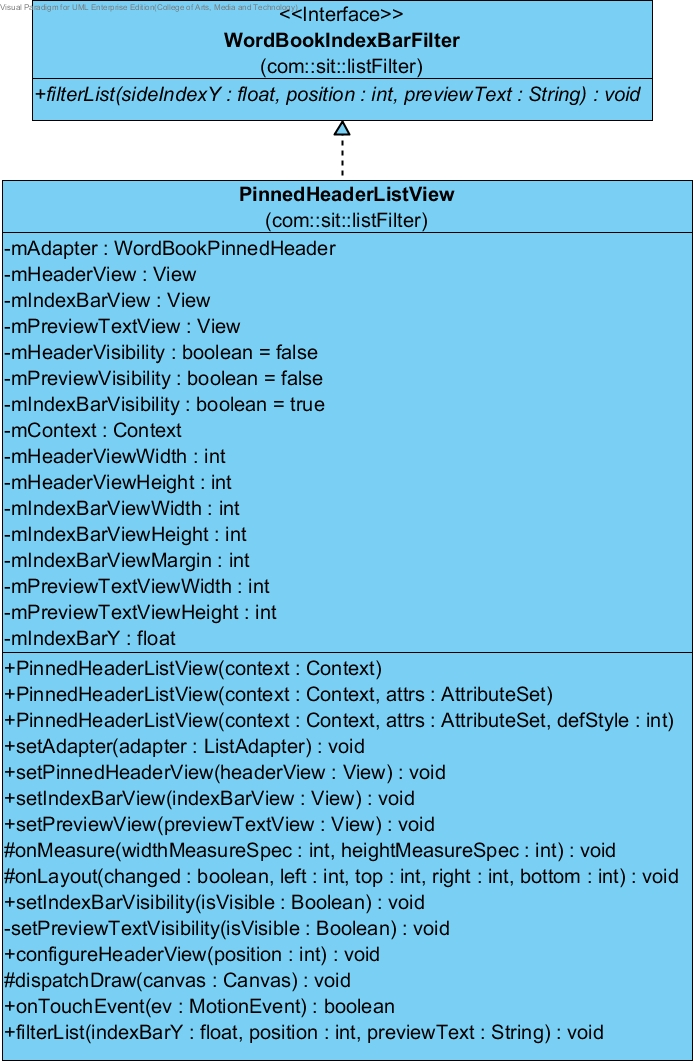 Visual Paradigm for UML Enterprise Edition(College of Arts, Media and Technology)
<<Interface>>
WordBookIndexBarFilter
(com::sit::listFilter)
+filterList(sideIndexY : float, position : int, previewText : String) : void
PinnedHeaderListView
(com::sit::listFilter)
-mAdapter : WordBookPinnedHeader
-mHeaderView : View
-mIndexBarView : View
-mPreviewTextView : View
-mHeaderVisibility : boolean = false
-mPreviewVisibility : boolean = false
-mIndexBarVisibility : boolean = true
-mContext : Context
-mHeaderViewWidth : int
-mHeaderViewHeight : int
-mIndexBarViewWidth : int
-mIndexBarViewHeight : int
-mIndexBarViewMargin : int
-mPreviewTextViewWidth : int
-mPreviewTextViewHeight : int
-mIndexBarY : float
+PinnedHeaderListView(context : Context)
+PinnedHeaderListView(context : Context, attrs : AttributeSet)
+PinnedHeaderListView(context : Context, attrs : AttributeSet, defStyle : int)
+setAdapter(adapter : ListAdapter) : void
+setPinnedHeaderView(headerView : View) : void
+setIndexBarView(indexBarView : View) : void
+setPreviewView(previewTextView : View) : void
#onMeasure(widthMeasureSpec : int, heightMeasureSpec : int) : void
#onLayout(changed : boolean, left : int, top : int, right : int, bottom : int) : void
+setIndexBarVisibility(isVisible : Boolean) : void
-setPreviewTextVisibility(isVisible : Boolean) : void
+configureHeaderView(position : int) : void
#dispatchDraw(canvas : Canvas) : void
+onTouchEvent(ev : MotionEvent) : boolean
+filterList(indexBarY : float, position : int, previewText : String) : void